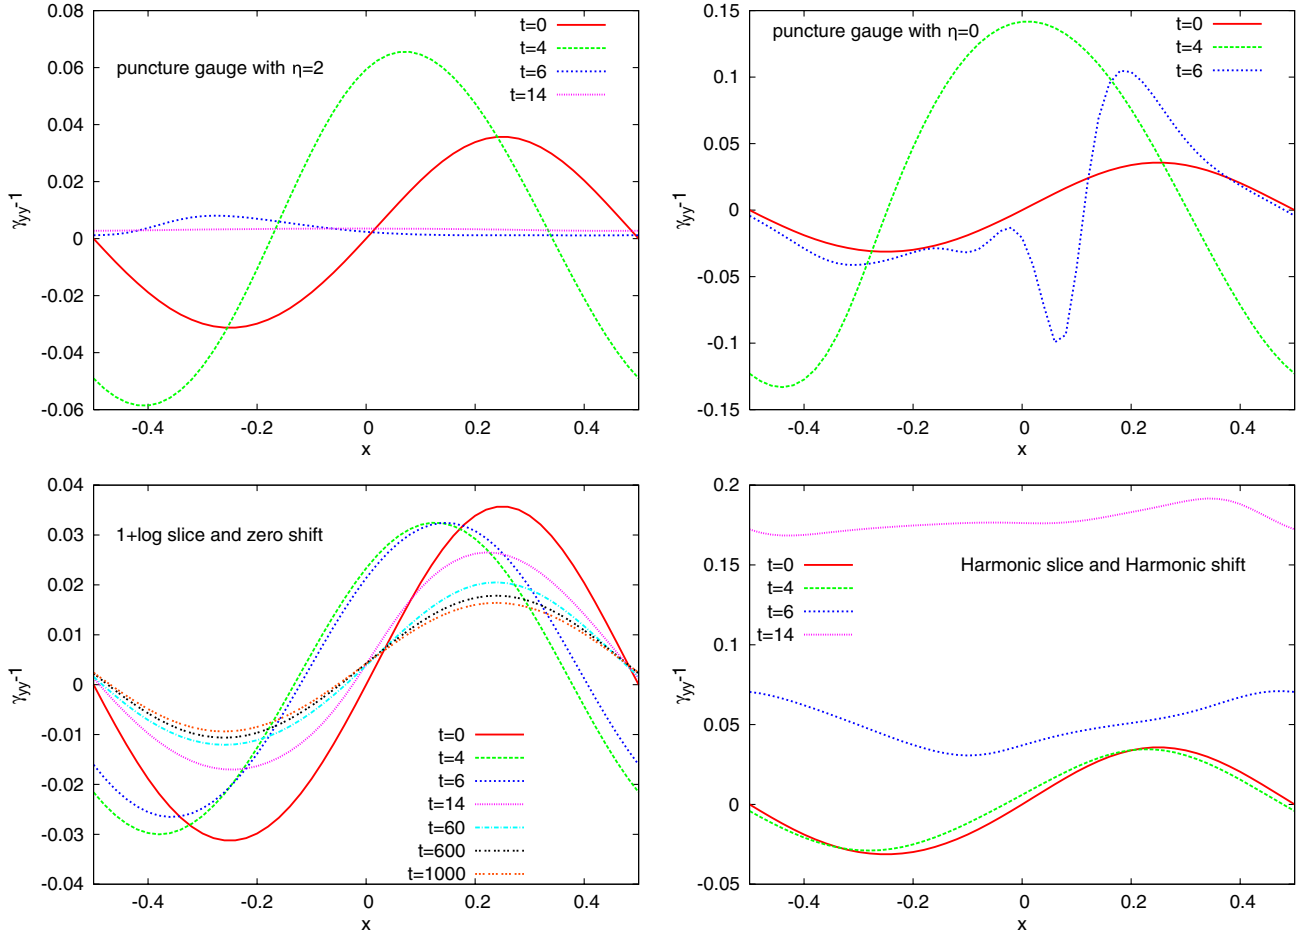 puncture gauge with η=2
t=0
t=4
t=6
t=14
γyy-1
0.08
0.06
0.04
0.02
0
-0.02
-0.04
-0.06
-0.4
-0.2
0
0.2
0.4
x
puncture gauge with η=0
t=0
t=4
t=6
γyy-1
0.15
0.1
0.05
0
-0.05
-0.1
-0.15
-0.4
-0.2
0
0.2
0.4
x
1+log slice and zero shift
t=0
t=4
t=6
t=14
t=60
t=600
t=1000
γyy-1
0.04
0.03
0.02
0.01
0
-0.01
-0.02
-0.03
-0.04
-0.4
-0.2
0
0.2
0.4
x
Harmonic slice and Harmonic shift
t=0
t=4
t=6
t=14
γyy-1
0.2
0.15
0.1
0.05
0
-0.05
-0.4
-0.2
0
0.2
0.4
x